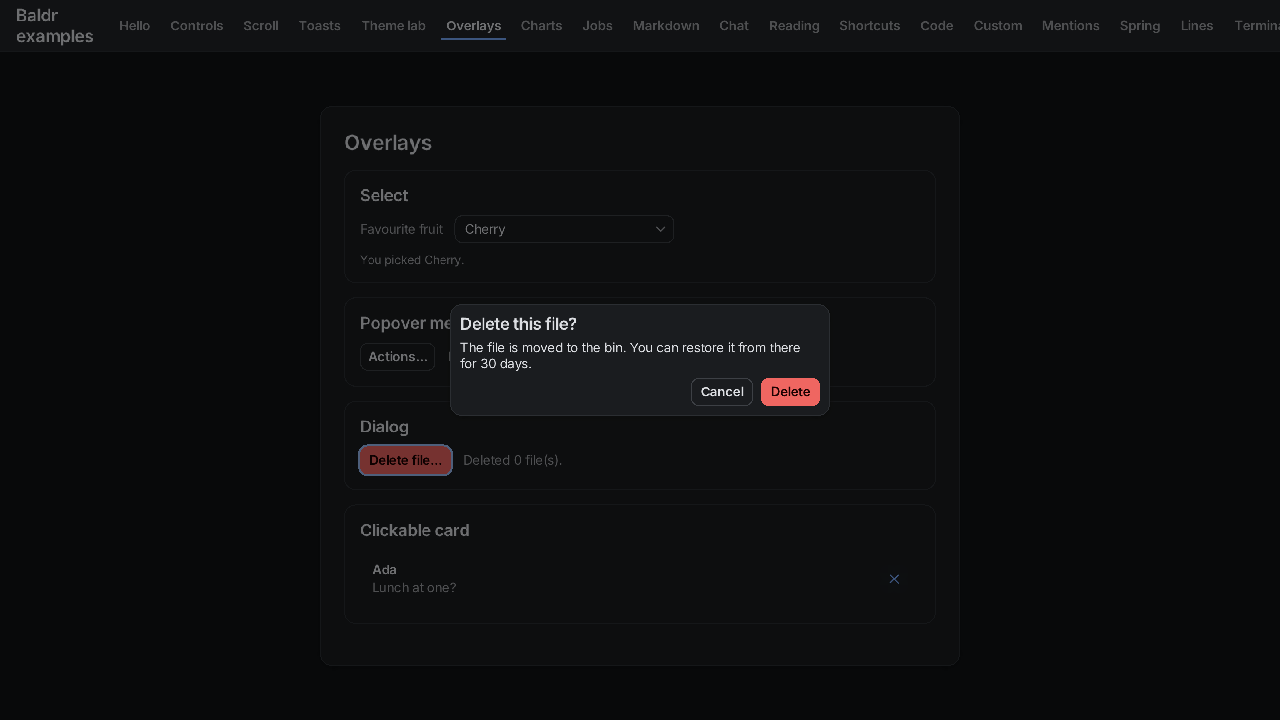 Baldr examples
Hello Controls Scroll Toasts Theme lab Overlays Charts Jobs Markdown Chat Reading Shortcuts Code Custom Mentions Spring Lines
Overlays
Select
Favourite fruit Cherry
You picked Cherry.
Popover
Actions...
Delete this file?
The file is moved to the bin. You can restore it from there
for 30 days.
Cancel Delete
Dialog
Delete file... Deleted 0 file(s).
Clickable card
Ada
Lunch at one?